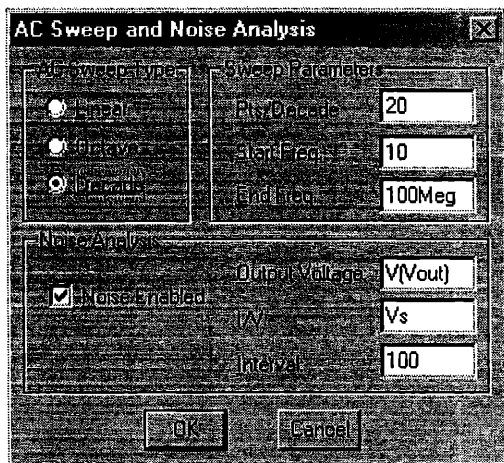 AC Sweep and Noise Analysis
AC Sweep Type
Linear
Octave
Decade
Sweep Parameters
Pts/Decade 20
Start Freq.: 10
End Freq.: 100Meg
Noise Analysis
Noise Enabled
Output Voltage V(Vout)
I/V Vs
Interval 100
OK Cancel